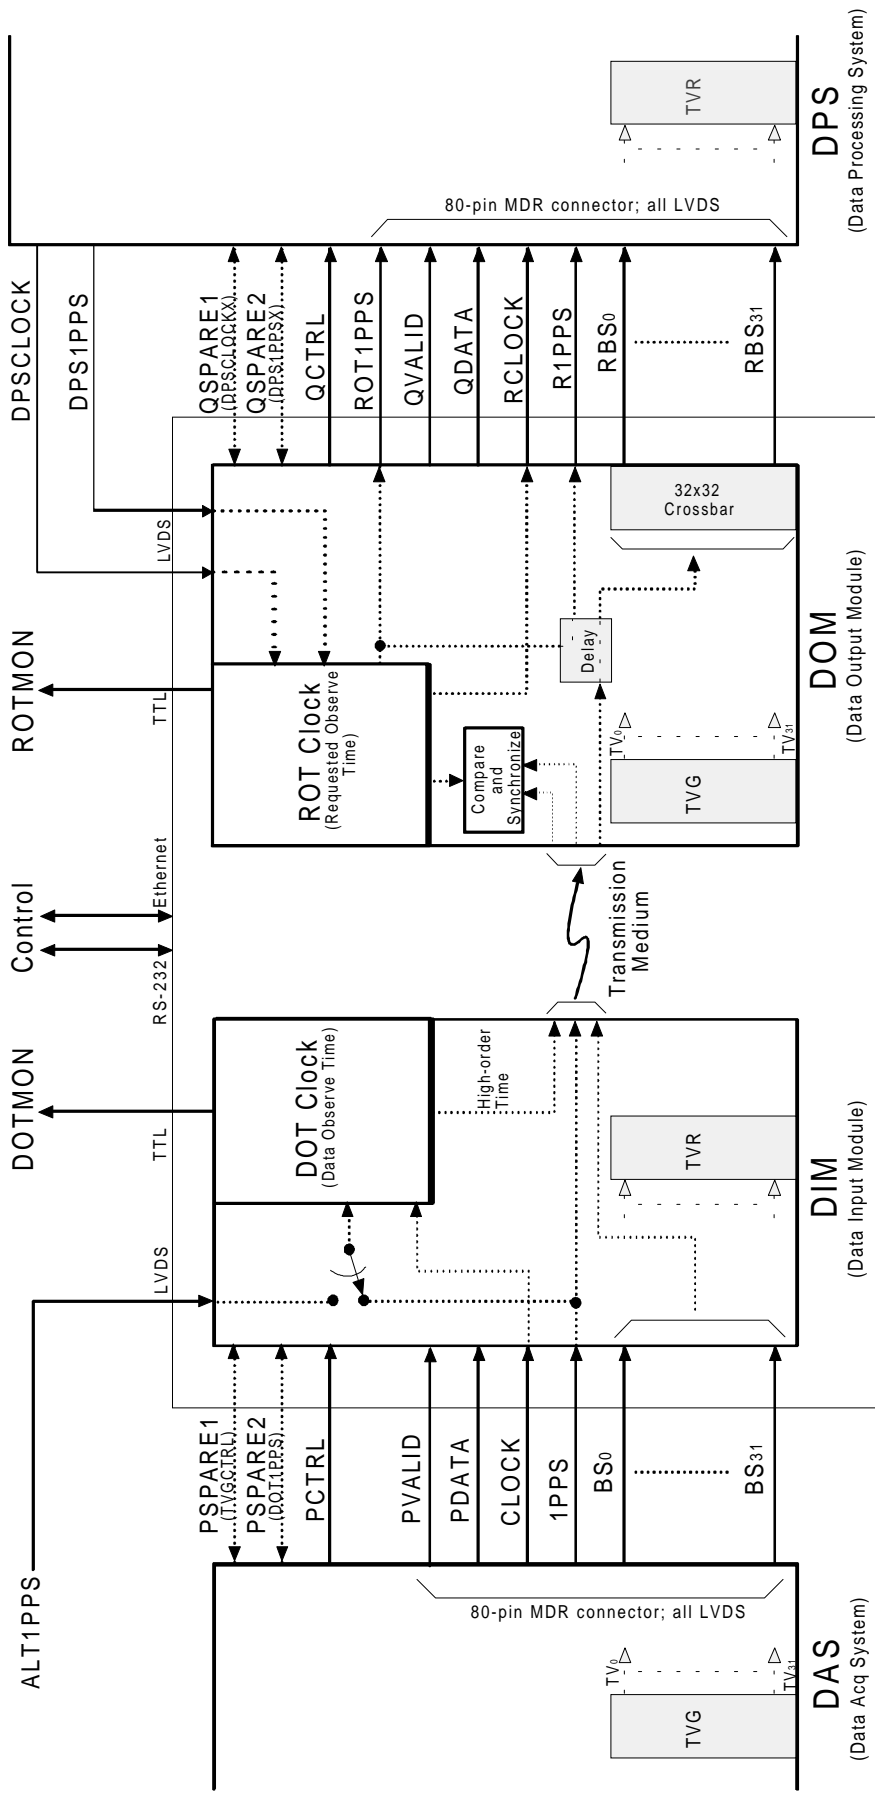 ALT1PPS
DOTMON
Control
ROTMON
DPSCLOCK
DPS1PPS
LVDS
TTL
RS-232
Ethernet
TTL
LVDS
PSPARE1
(TVGCTRL)
PSPARE2
(DOT1PPS)
PCTRL
PVALID
PDATA
CLOCK
1PPS
BS0
BS31
80-pin MDR connector; all LVDS
TV0
TV31
TVG
DAS
(Data Acq System)
DOT Clock
(Data Observe Time)
High-order
Time
TVR
DIM
(Data Input Module)
Transmission
Medium
ROT Clock
(Requested Observe
Time)
Compare
and
Synchronize
Delay
TV0
TV31
TVG
32x32
Crossbar
DOM
(Data Output Module)
QSPARE1
(DPSCLOCKX)
QSPARE2
(DPS1PPSX)
QCTRL
ROT1PPS
QVALID
QDATA
RCLOCK
R1PPS
RBS0
RBS31
80-pin MDR connector; all LVDS
TVR
DPS
(Data Processing System)